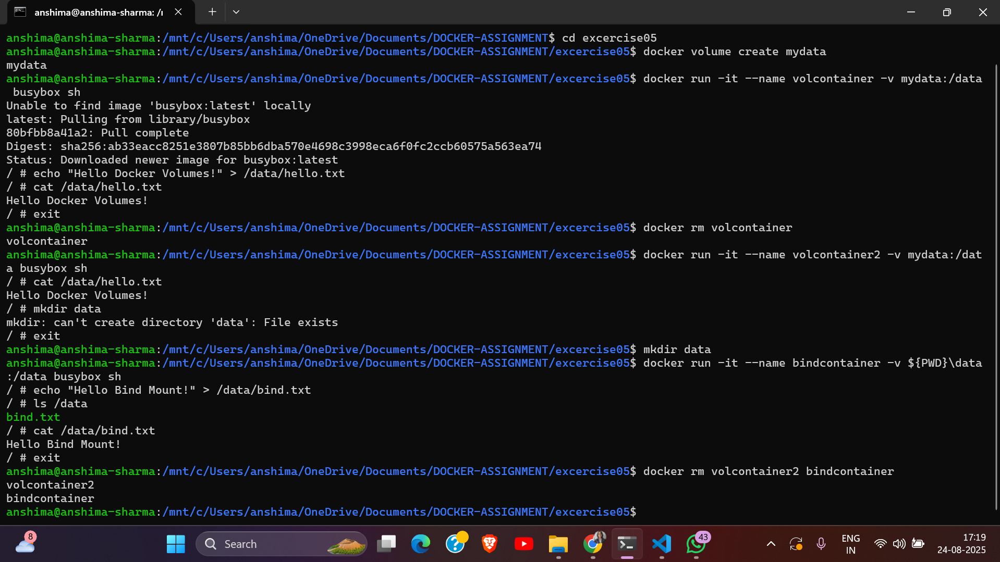 anshima@anshima-sharma: /r
anshima@anshima-sharma:/mnt/c/Users/anshima/OneDrive/Documents/DOCKER-ASSIGNMENT$ cd excercise05
anshima@anshima-sharma:/mnt/c/Users/anshima/OneDrive/Documents/DOCKER-ASSIGNMENT/excercise05$ docker volume create mydata
mydata
anshima@anshima-sharma:/mnt/c/Users/anshima/OneDrive/Documents/DOCKER-ASSIGNMENT/excercise05$ docker run -it --name volcontainer -v mydata:/data
 busybox sh
Unable to find image 'busybox:latest' locally
latest: Pulling from library/busybox
80bfbb8a41a2: Pull complete
Digest: sha256:ab33eacc8251e3807b85bb6dba570e4698c3998eca6f0fc2ccb60575a563ea74
Status: Downloaded newer image for busybox:latest
/ # echo "Hello Docker Volumes!" > /data/hello.txt
/ # cat /data/hello.txt
Hello Docker Volumes!
/ # exit
anshima@anshima-sharma:/mnt/c/Users/anshima/OneDrive/Documents/DOCKER-ASSIGNMENT/excercise05$ docker rm volcontainer
volcontainer
anshima@anshima-sharma:/mnt/c/Users/anshima/OneDrive/Documents/DOCKER-ASSIGNMENT/excercise05$ docker run -it --name volcontainer2 -v mydata:/dat
a busybox sh
/ # cat /data/hello.txt
Hello Docker Volumes!
/ # mkdir data
mkdir: can't create directory 'data': File exists
/ # exit
anshima@anshima-sharma:/mnt/c/Users/anshima/OneDrive/Documents/DOCKER-ASSIGNMENT/excercise05$ mkdir data
anshima@anshima-sharma:/mnt/c/Users/anshima/OneDrive/Documents/DOCKER-ASSIGNMENT/excercise05$ docker run -it --name bindcontainer -v ${PWD}\data
:/data busybox sh
/ # echo "Hello Bind Mount!" > /data/bind.txt
/ # ls /data
bind.txt
/ # cat /data/bind.txt
Hello Bind Mount!
/ # exit
anshima@anshima-sharma:/mnt/c/Users/anshima/OneDrive/Documents/DOCKER-ASSIGNMENT/excercise05$ docker rm volcontainer2 bindcontainer
volcontainer2
bindcontainer
anshima@anshima-sharma:/mnt/c/Users/anshima/OneDrive/Documents/DOCKER-ASSIGNMENT/excercise05$
8
Search
43
ENG
IN
17:19
24-08-2025